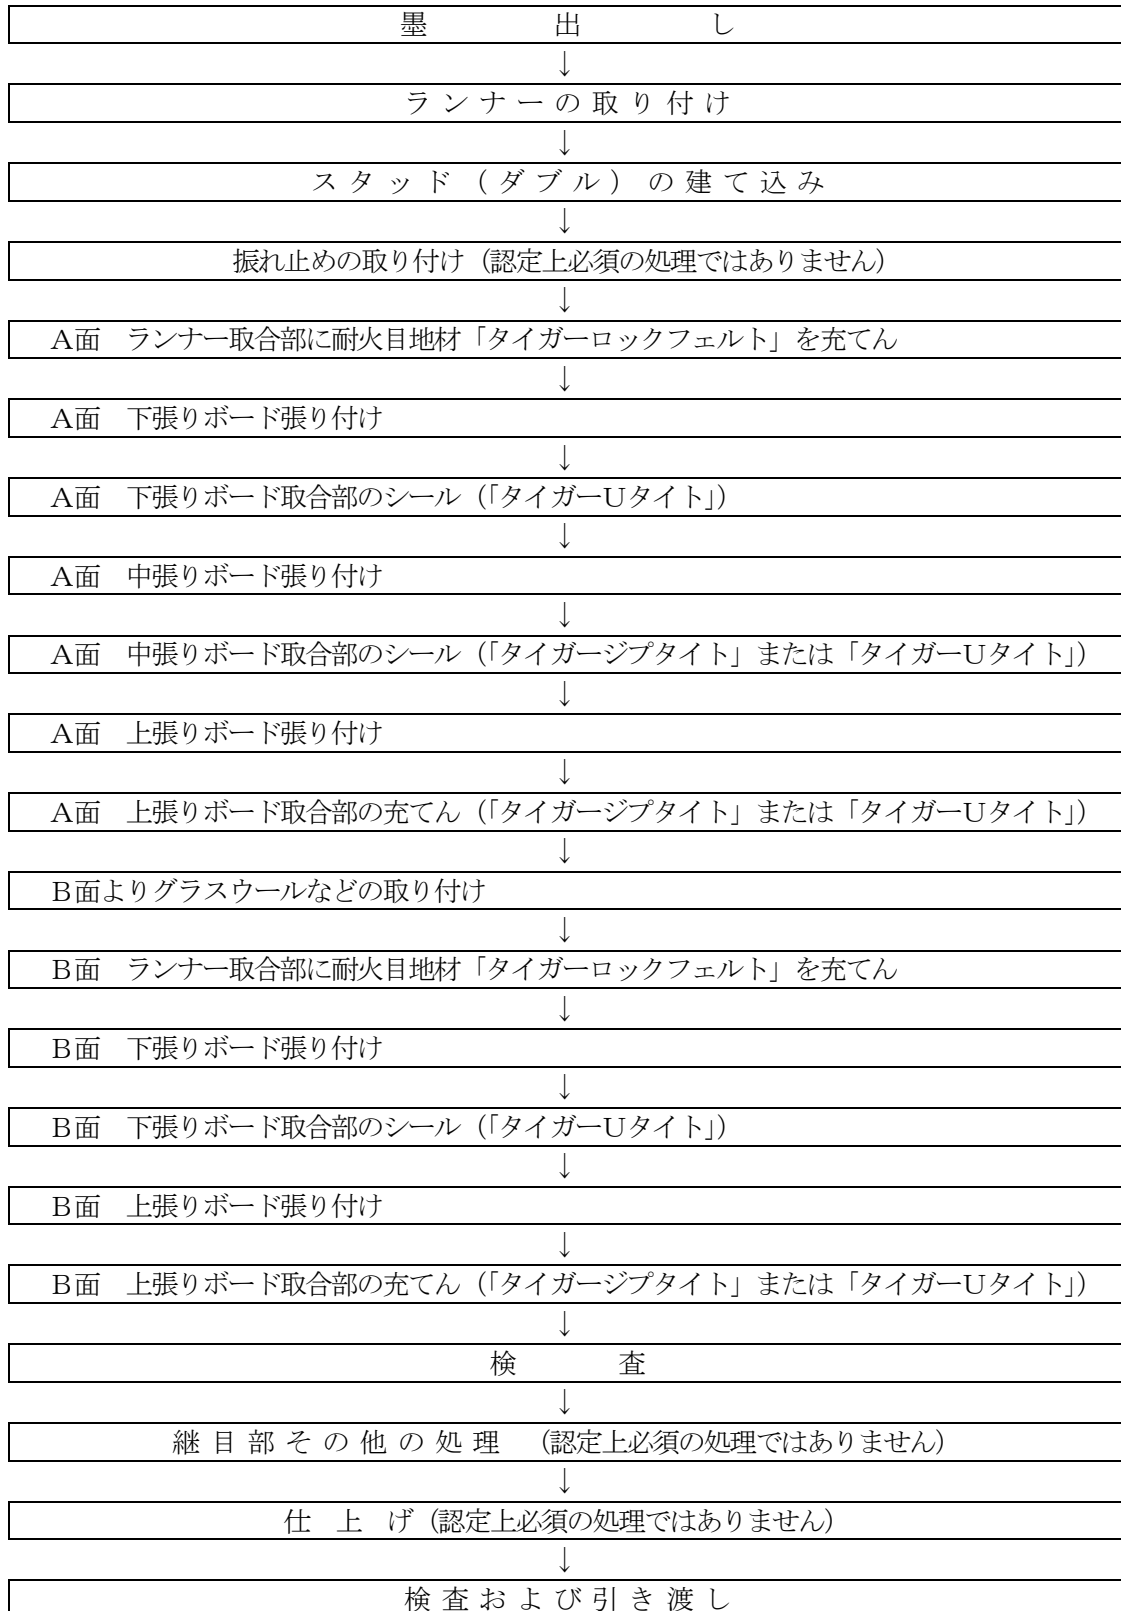 墨出し
↓
ランナーの取り付け
↓
スタッド（ダブル）の建て込み
↓
振れ止めの取り付け（認定上必須の処理ではありません）
↓
A面　ランナー取合部に耐火目地材「タイガーロックフェルト」を充てん
↓
A面　下張りボード張り付け
↓
A面　下張りボード取合部のシール（「タイガーUタイト」）
↓
A面　中張りボード張り付け
↓
A面　中張りボード取合部のシール（「タイガージプタイト」または「タイガーUタイト」）
↓
A面　上張りボード張り付け
↓
A面　上張りボード取合部の充てん（「タイガージプタイト」または「タイガーUタイト」）
↓
B面よりグラスウールなどの取り付け
↓
B面　ランナー取合部に耐火目地材「タイガーロックフェルト」を充てん
↓
B面　下張りボード張り付け
↓
B面　下張りボード取合部のシール（「タイガーUタイト」）
↓
B面　上張りボード張り付け
↓
B面　上張りボード取合部の充てん（「タイガージプタイト」または「タイガーUタイト」）
↓
検査
↓
継目部その他の処理　（認定上必須の処理ではありません）
↓
仕上げ（認定上必須の処理ではありません）
↓
検査および引き渡し